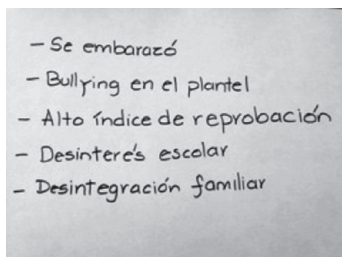 - Se embarazó
- Bullying en el plantel
- Alto índice de reprobación
- Desinterés escolar
- Desintegración familiar